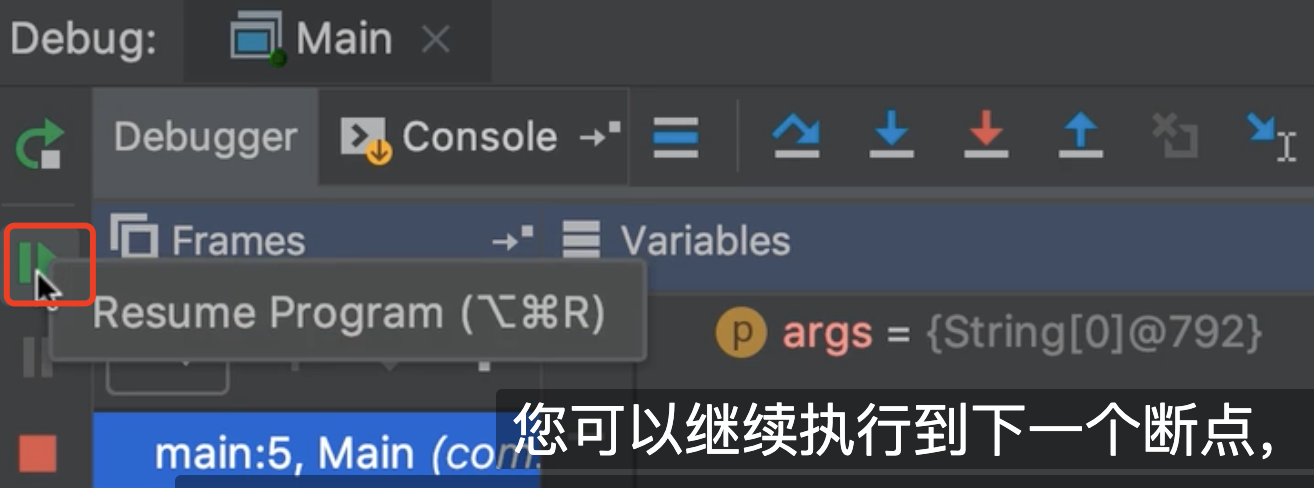 Debug: Main
Debugger Console
Frames Variables
Resume Program (⌥⌘R)
p args = {String[0]@792}
main:5, Main (com.
您可以继续执行到下一个断点,